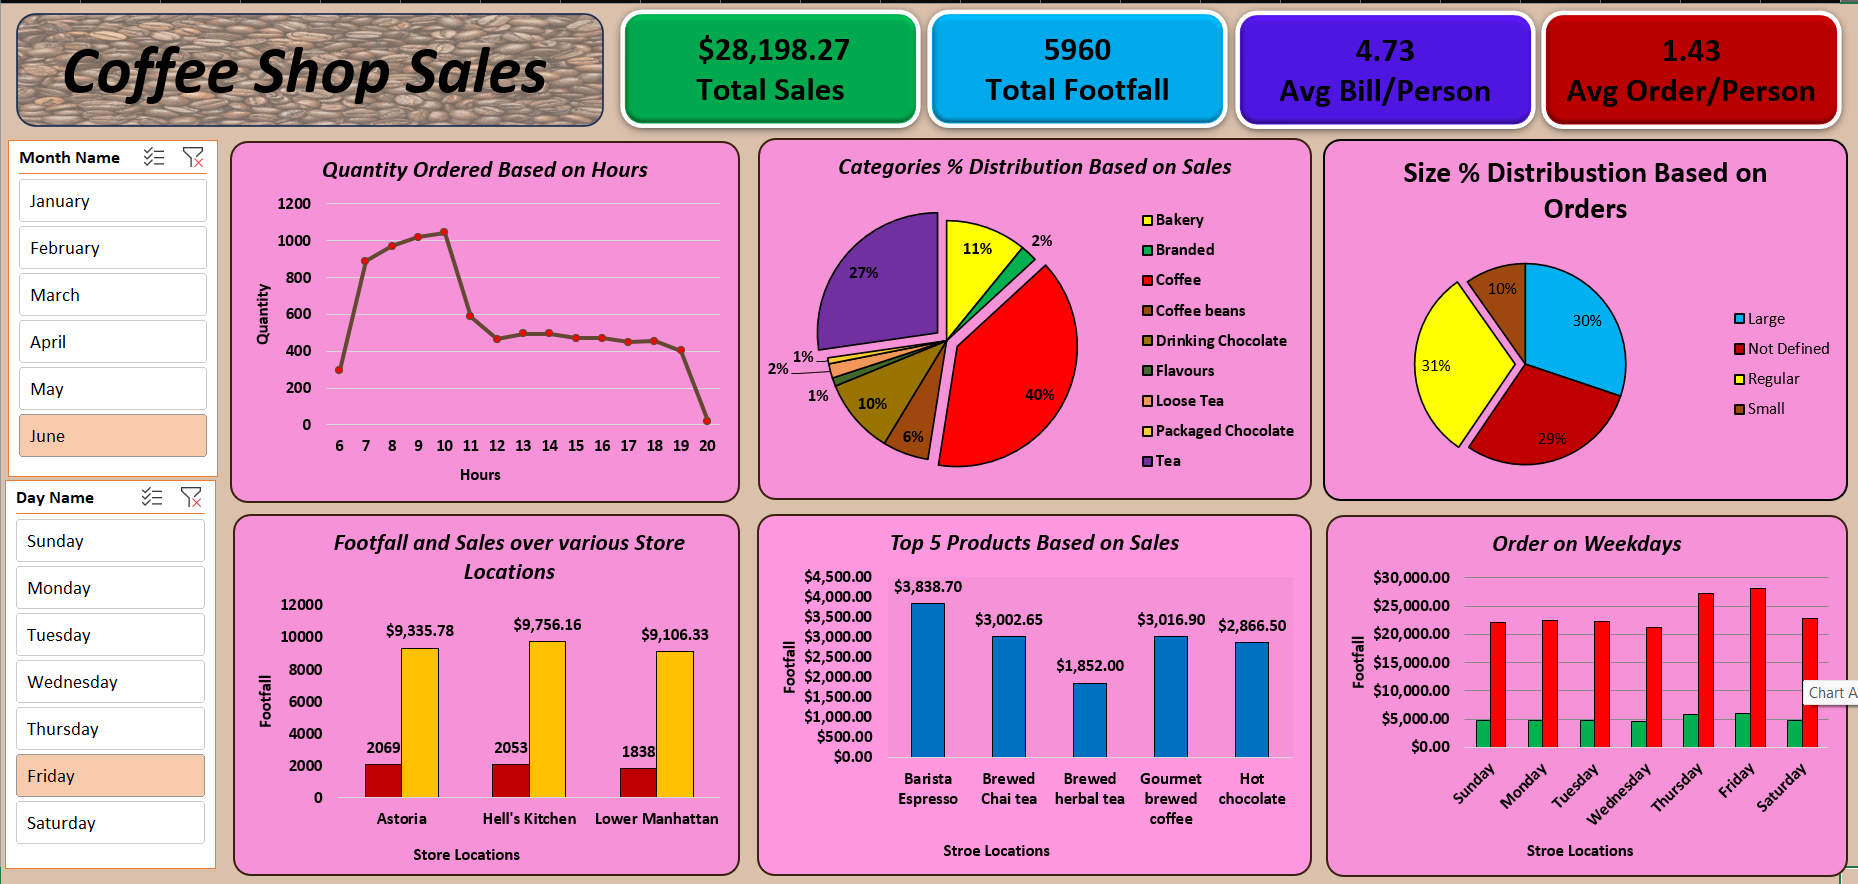 Coffee Shop Sales
$28,198.27
Total Sales
5960
Total Footfall
4.73
Avg Bill/Person
1.43
Avg Order/Person
Month Name
January
February
March
April
May
June
Day Name
Sunday
Monday
Tuesday
Wednesday
Thursday
Friday
Saturday
Quantity Ordered Based on Hours
Quantity
1200
1000
800
600
400
200
0
6 7 8 9 10 11 12 13 14 15 16 17 18 19 20
Hours
Categories % Distribution Based on Sales
11%
2%
40%
6%
10%
1%
2%
1%
27%
Bakery
Branded
Coffee
Coffee beans
Drinking Chocolate
Flavours
Loose Tea
Packaged Chocolate
Tea
Size % Distribustion Based on
Orders
30%
29%
31%
10%
Large
Not Defined
Regular
Small
Footfall and Sales over various Store
Locations
Footfall
12000
10000
8000
6000
4000
2000
0
$9,335.78
$9,756.16
$9,106.33
2069
2053
1838
Astoria
Hell's Kitchen
Lower Manhattan
Store Locations
Top 5 Products Based on Sales
Footfall
$4,500.00
$4,000.00
$3,500.00
$3,000.00
$2,500.00
$2,000.00
$1,500.00
$1,000.00
$500.00
$0.00
$3,838.70
$3,002.65
$1,852.00
$3,016.90
$2,866.50
Barista
Espresso
Brewed
Chai tea
Brewed
herbal tea
Gourmet
brewed
coffee
Hot
chocolate
Stroe Locations
Order on Weekdays
Footfall
$30,000.00
$25,000.00
$20,000.00
$15,000.00
$10,000.00
$5,000.00
$0.00
Sunday
Monday
Tuesday
Wednesday
Thursday
Friday
Saturday
Stroe Locations
Chart A